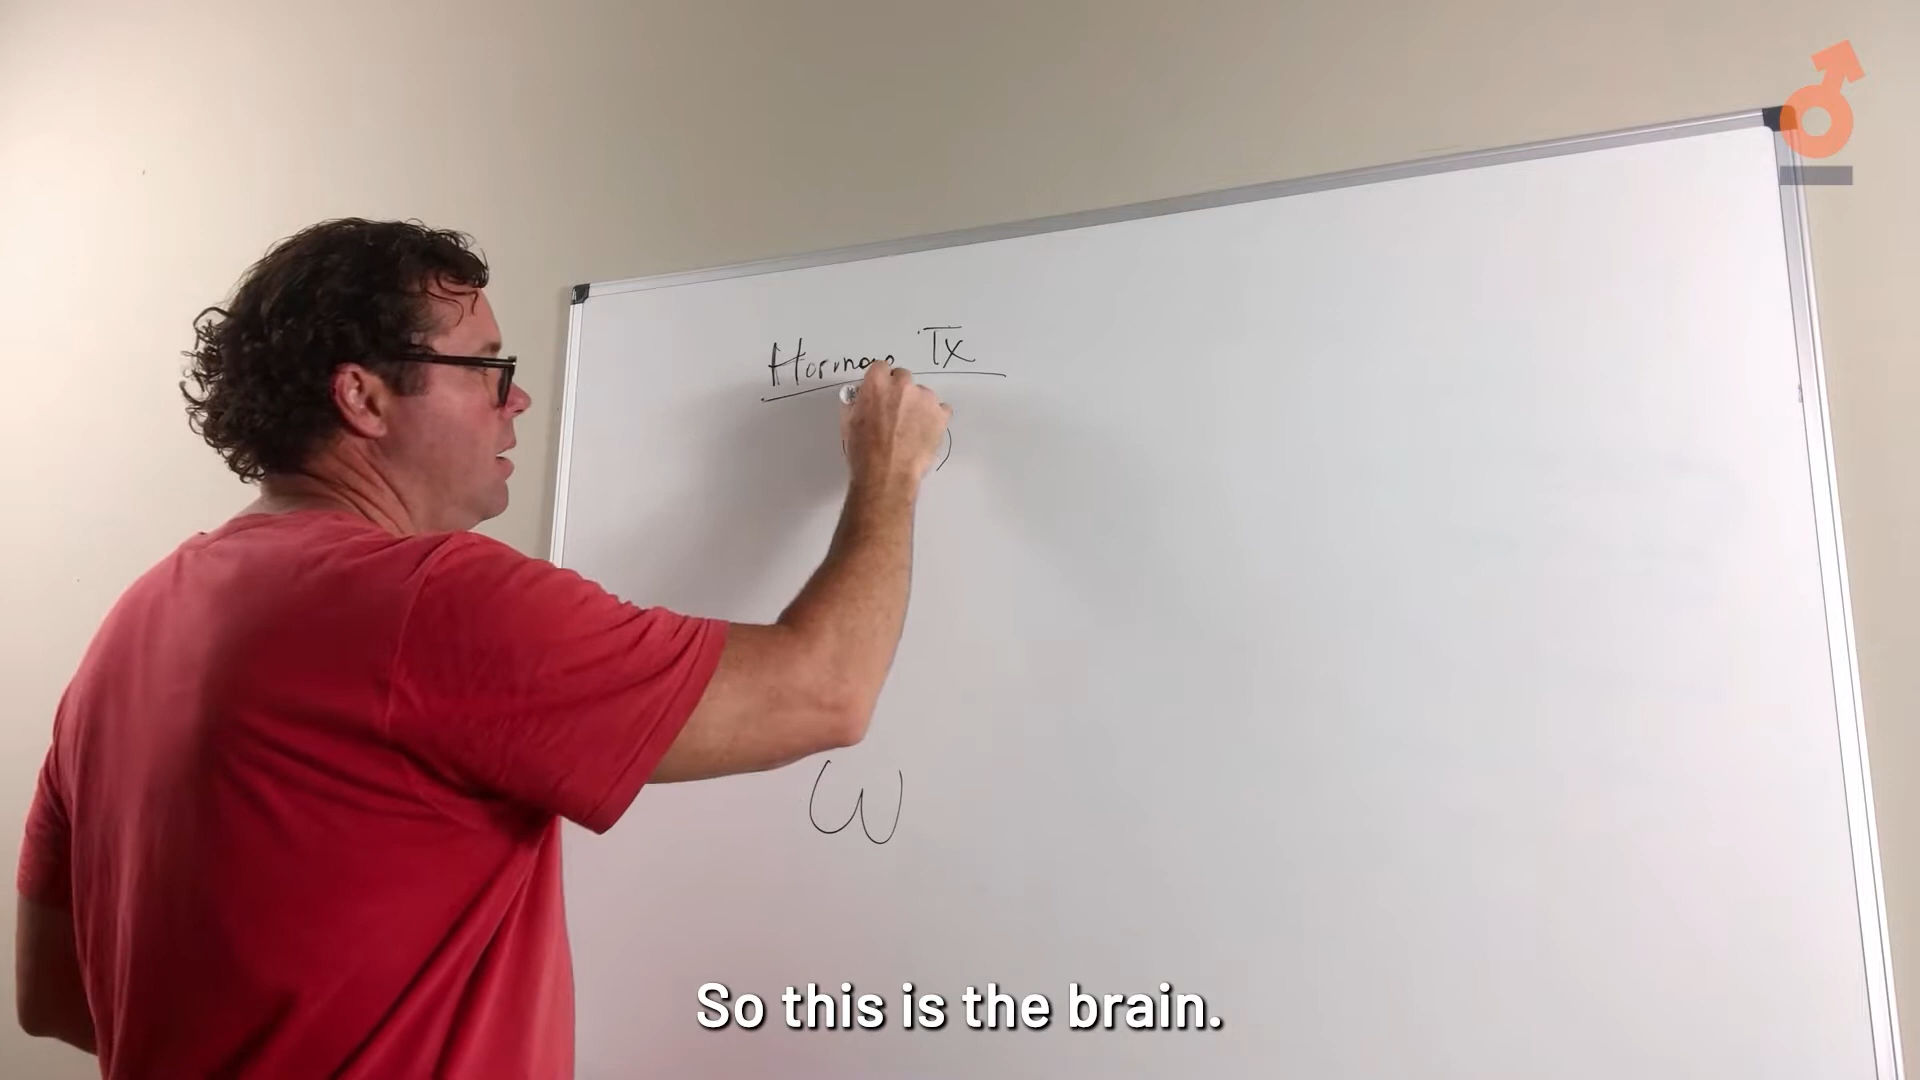 Hormone Tx
W
So this is the brain.